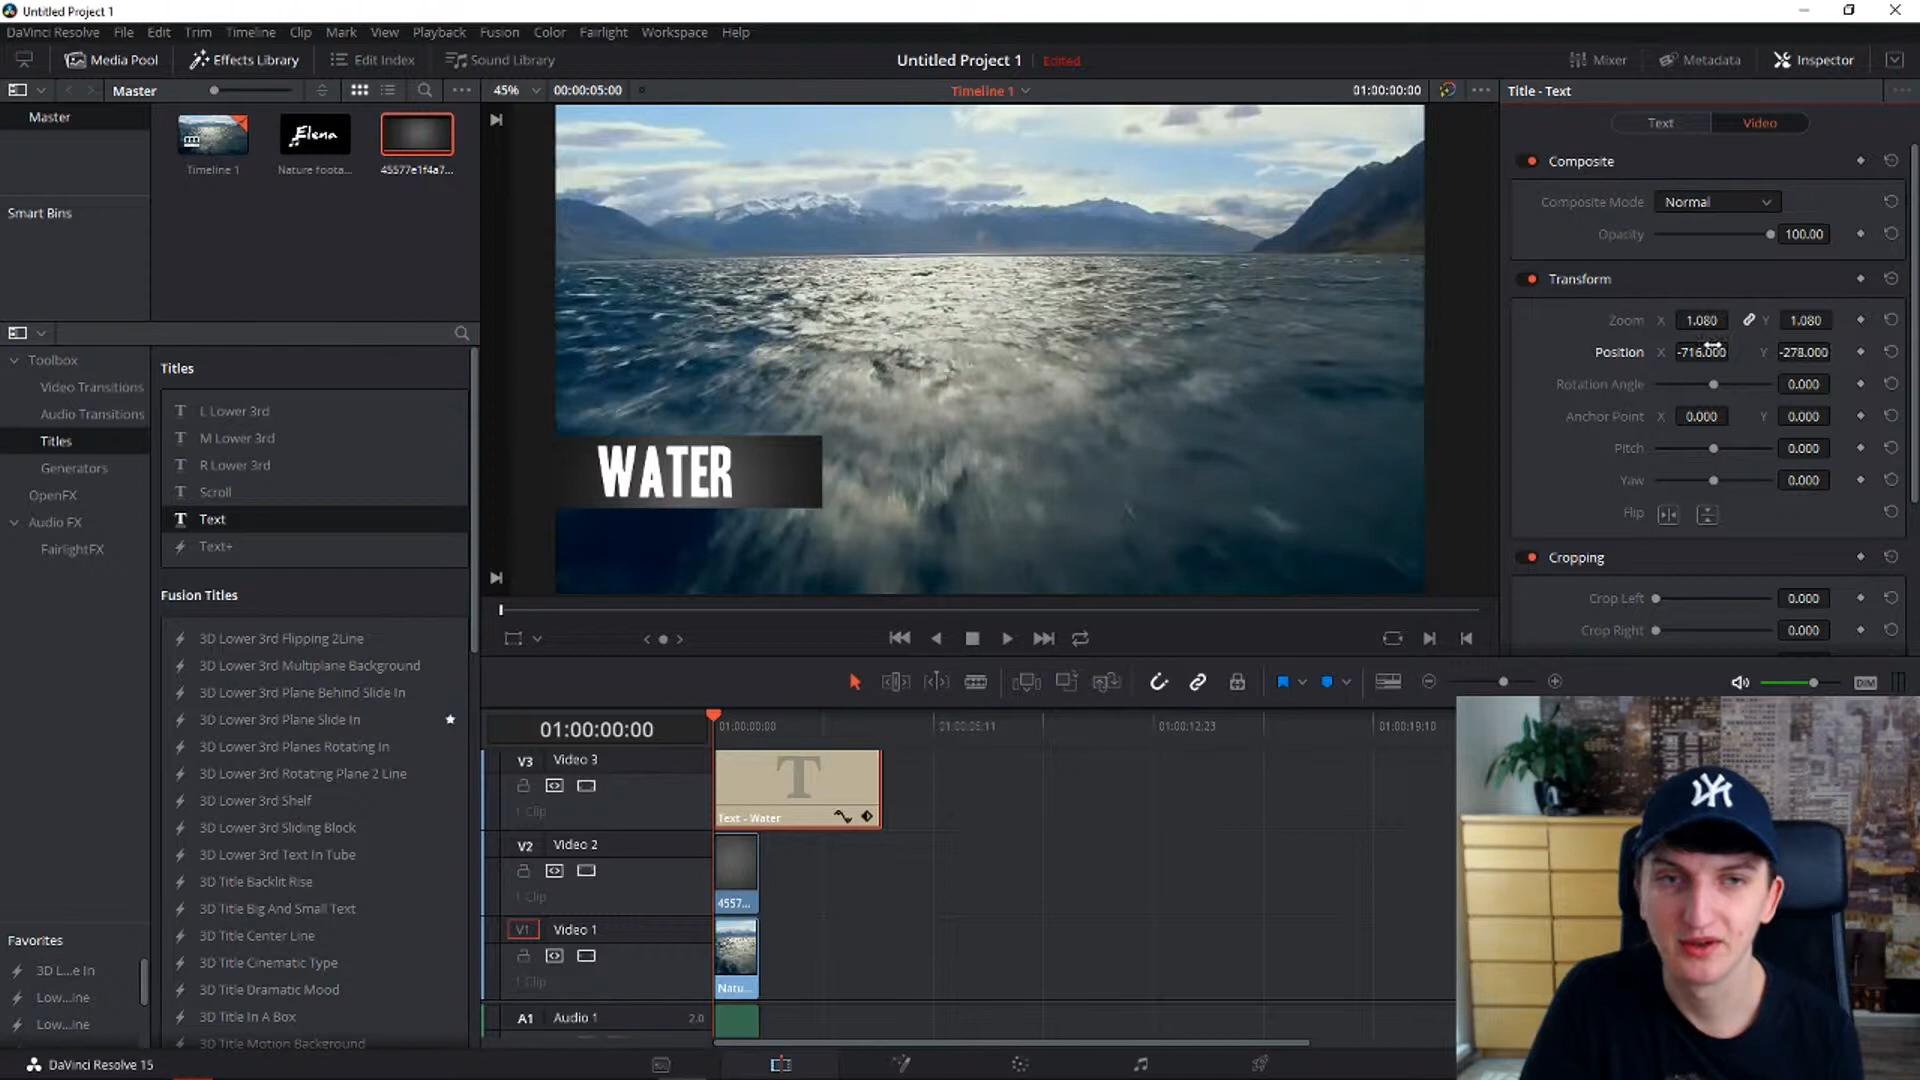 Untitled Project 1
DaVinci Resolve File Edit Trim Timeline Clip Mark View Playback Fusion Color Fairlight Workspace Help
Media Pool Effects Library Edit Index Sound Library Untitled Project 1 Edited Mixer Metadata Inspector
Master 45% 00:00:05:00 Timeline 1 01:00:00:00 Title - Text
Master
Smart Bins
Elena
Timeline 1 Nature foota... 45577e1f4a7...
Text Video
Composite
Composite Mode Normal
Opacity 100.00
Transform
Zoom X 1.080 Y 1.080
Position X -716.000 Y -278.000
Rotation Angle 0.000
Anchor Point X 0.000 Y 0.000
Pitch 0.000
Yaw 0.000
Flip
Cropping
Crop Left 0.000
Crop Right 0.000
WATER
Toolbox
Video Transitions
Audio Transitions
Titles
Generators
OpenFX
Audio FX
FairlightFX
Favorites
3D L...e In
Low...ine
Low...ine
Titles
L Lower 3rd
M Lower 3rd
R Lower 3rd
Scroll
Text
Text+
Fusion Titles
3D Lower 3rd Flipping 2Line
3D Lower 3rd Multiplane Background
3D Lower 3rd Plane Behind Slide In
3D Lower 3rd Plane Slide In
3D Lower 3rd Planes Rotating In
3D Lower 3rd Rotating Plane 2 Line
3D Lower 3rd Shelf
3D Lower 3rd Sliding Block
3D Lower 3rd Text In Tube
3D Title Backlit Rise
3D Title Big And Small Text
3D Title Center Line
3D Title Cinematic Type
3D Title Dramatic Mood
3D Title In A Box
3D Title Motion Background
DIM
01:00:00:00 01:00:00:00 01:00:05:11 01:00:12:23 01:00:19:10
V3 Video 3
1 Clip
T
Text - Water
V2 Video 2
1 Clip
4557...
V1 Video 1
1 Clip
Natu...
A1 Audio 1 2.0
NY
DaVinci Resolve 15